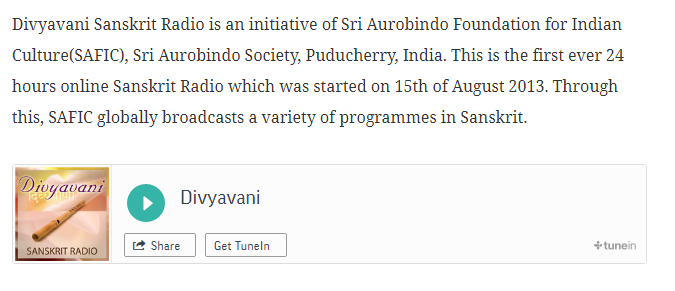 Divyavani Sanskrit Radio is an initiative of Sri Aurobindo Foundation for Indian
Culture(SAFIC), Sri Aurobindo Society, Puducherry, India. This is the first ever 24
hours online Sanskrit Radio which was started on 15th of August 2013. Through
this, SAFIC globally broadcasts a variety of programmes in Sanskrit.
Divyavani
SANSKRIT RADIO
Divyavani
Share
Get TuneIn
tunein